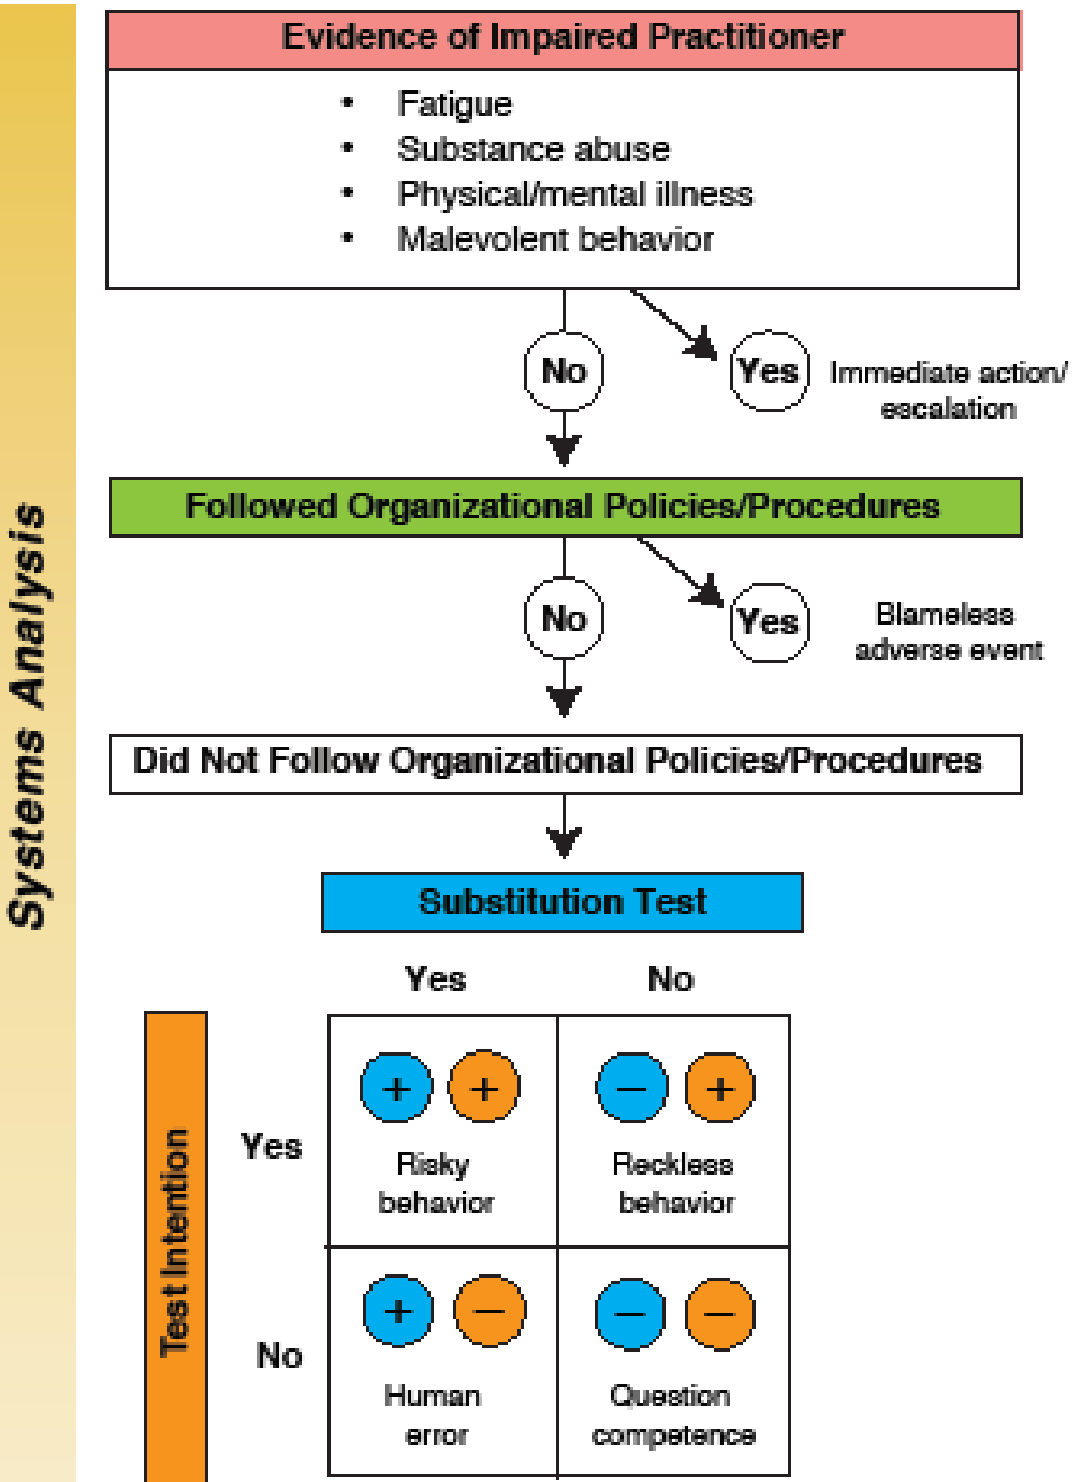 Systems Analysis
Evidence of Impaired Practitioner
• Fatigue
• Substance abuse
• Physical/mental illness
• Malevolent behavior
No
Yes
Immediate action/
escalation
Followed Organizational Policies/Procedures
No
Yes
Blameless
adverse event
Did Not Follow Organizational Policies/Procedures
Substitution Test
Yes No
Test Intention
Yes
+ +
Risky
behavior
− +
Reckless
behavior
No
+ −
Human
error
− −
Question
competence